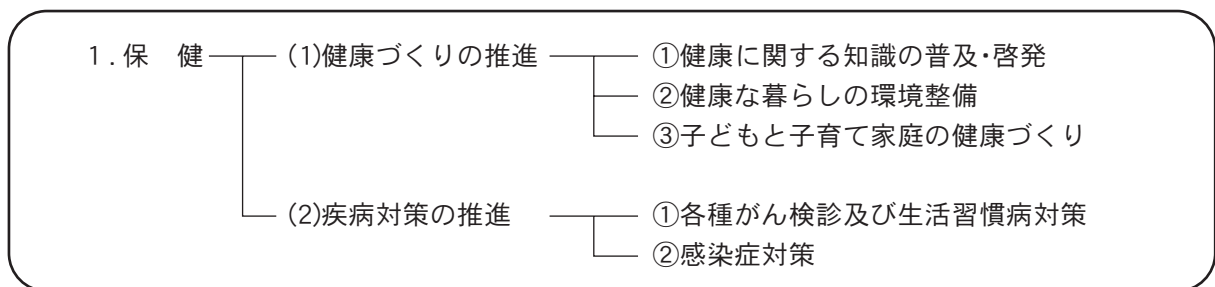 1.保 健 (1)健康づくりの推進 ①健康に関する知識の普及・啓発
②健康な暮らしの環境整備
③子どもと子育て家庭の健康づくり
(2)疾病対策の推進 ①各種がん検診及び生活習慣病対策
②感染症対策